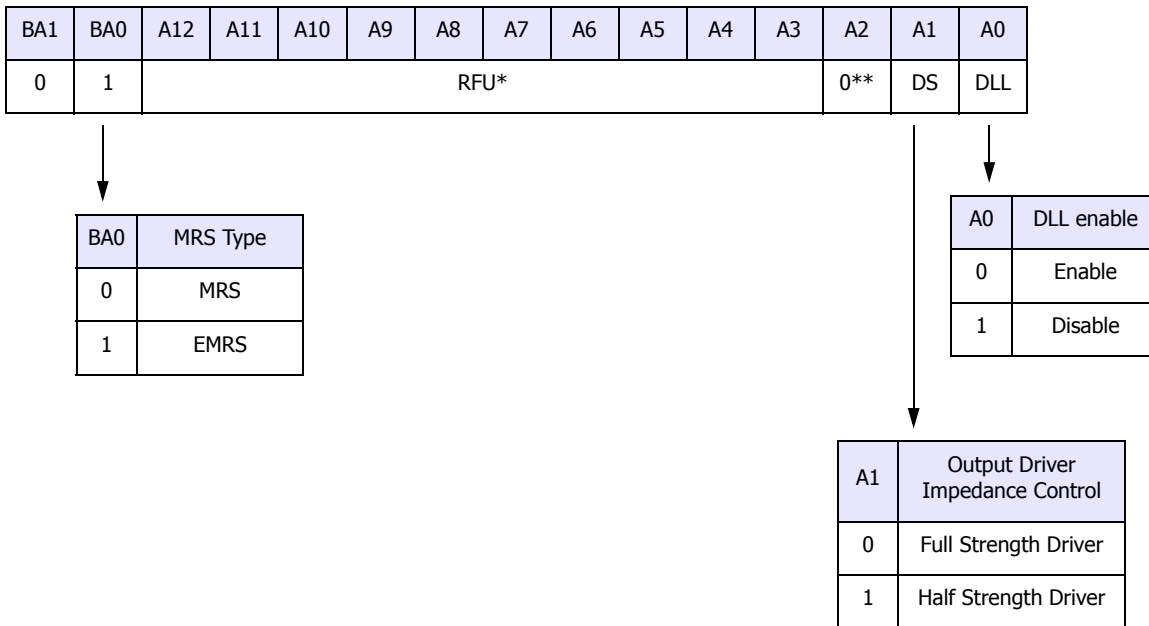 BA1 BA0 A12 A11 A10 A9 A8 A7 A6 A5 A4 A3 A2 A1 A0
0 1 RFU* 0** DS DLL
BA0 MRS Type
0 MRS
1 EMRS
A0 DLL enable
0 Enable
1 Disable
A1 Output Driver
Impedance Control
0 Full Strength Driver
1 Half Strength Driver